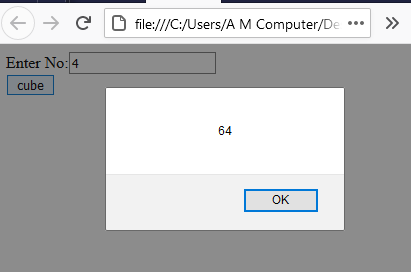 file:///C:/Users/A M Computer/De
Enter No: 4
cube
64
OK